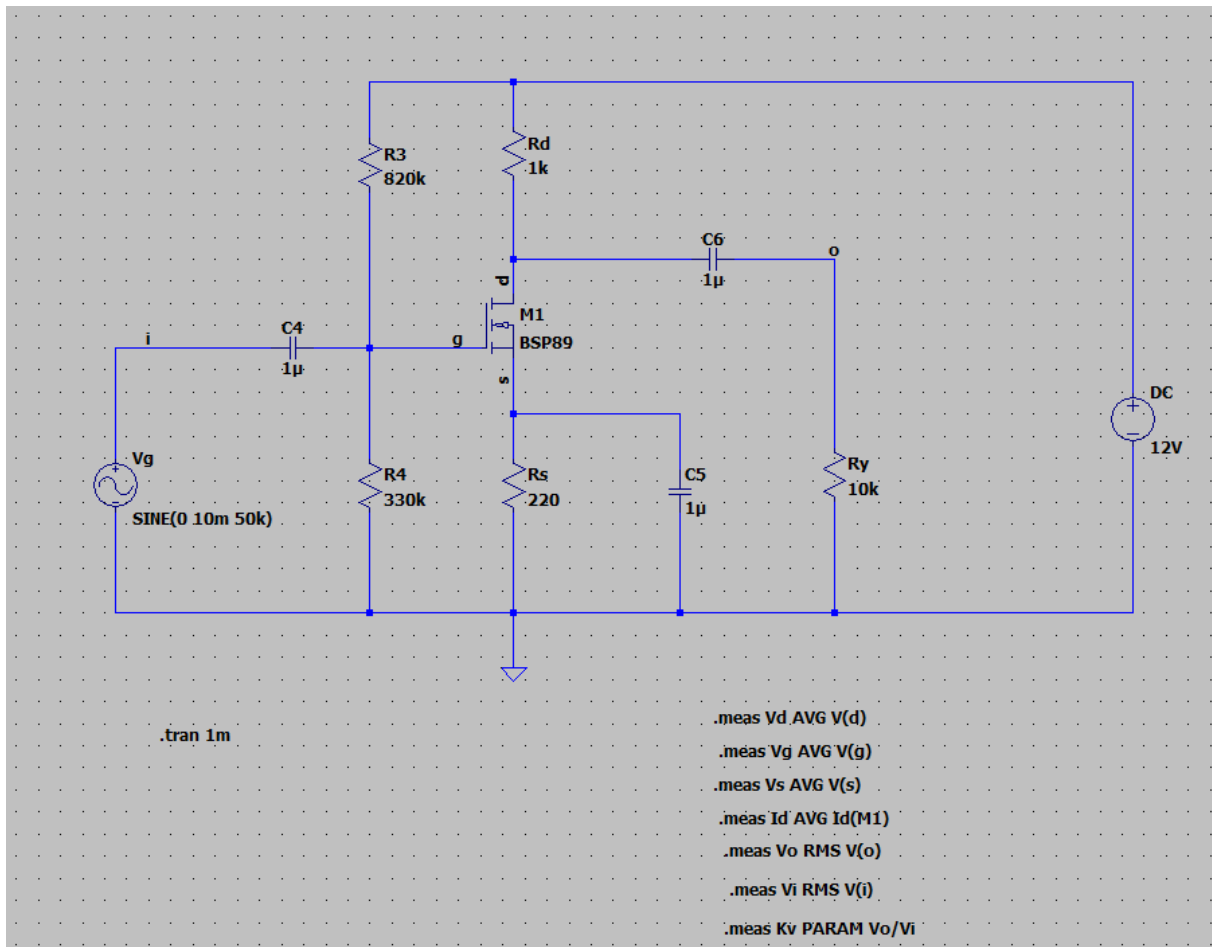 R3
820k
Rd
1k
C6
1µ
o
d
M1
BSP89
i
C4
1µ
g
s
DC
12V
Vg
SINE(0 10m 50k)
R4
330k
Rs
220
C5
1µ
Ry
10k
.tran 1m
.meas Vd AVG V(d)
.meas Vg AVG V(g)
.meas Vs AVG V(s)
.meas Id AVG Id(M1)
.meas Vo RMS V(o)
.meas Vi RMS V(i)
.meas Kv PARAM Vo/Vi